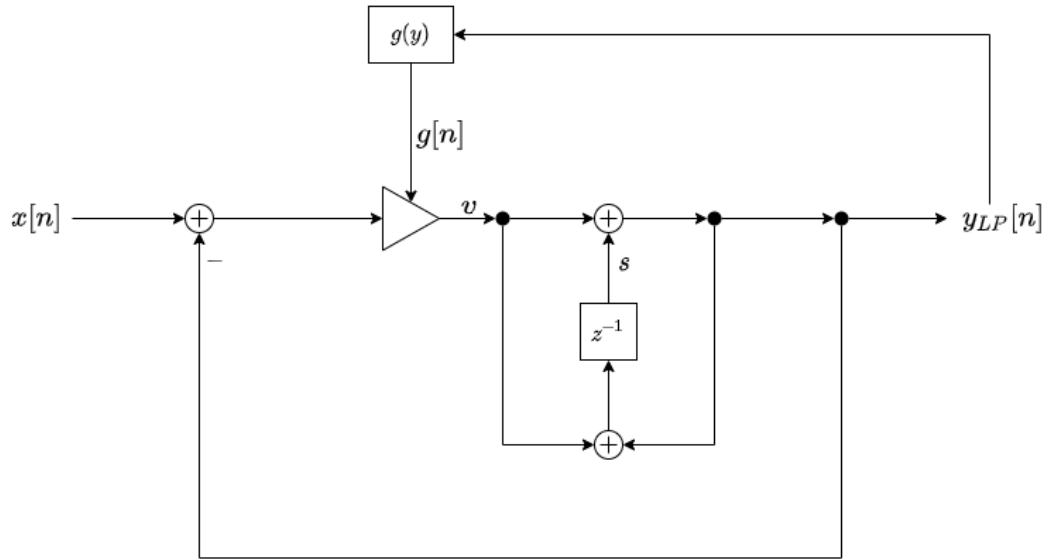 g(y)
g[n]
x[n]
+
v
+
y_{LP}[n]
−
s
z^{-1}
+